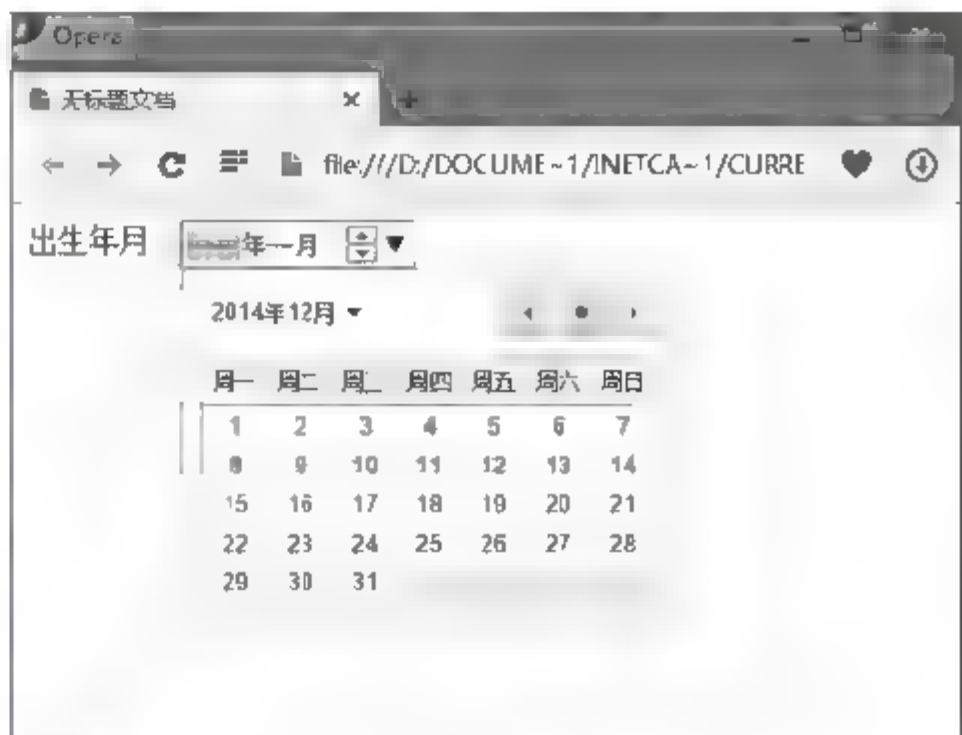 Opera
无标题文档
file:///D:/DOCUME~1/INETCA~1/CURRE
出生年月
年 --月
2014年12月
周一 周二 周三 周四 周五 周六 周日
1 2 3 4 5 6 7
8 9 10 11 12 13 14
15 16 17 18 19 20 21
22 23 24 25 26 27 28
29 30 31